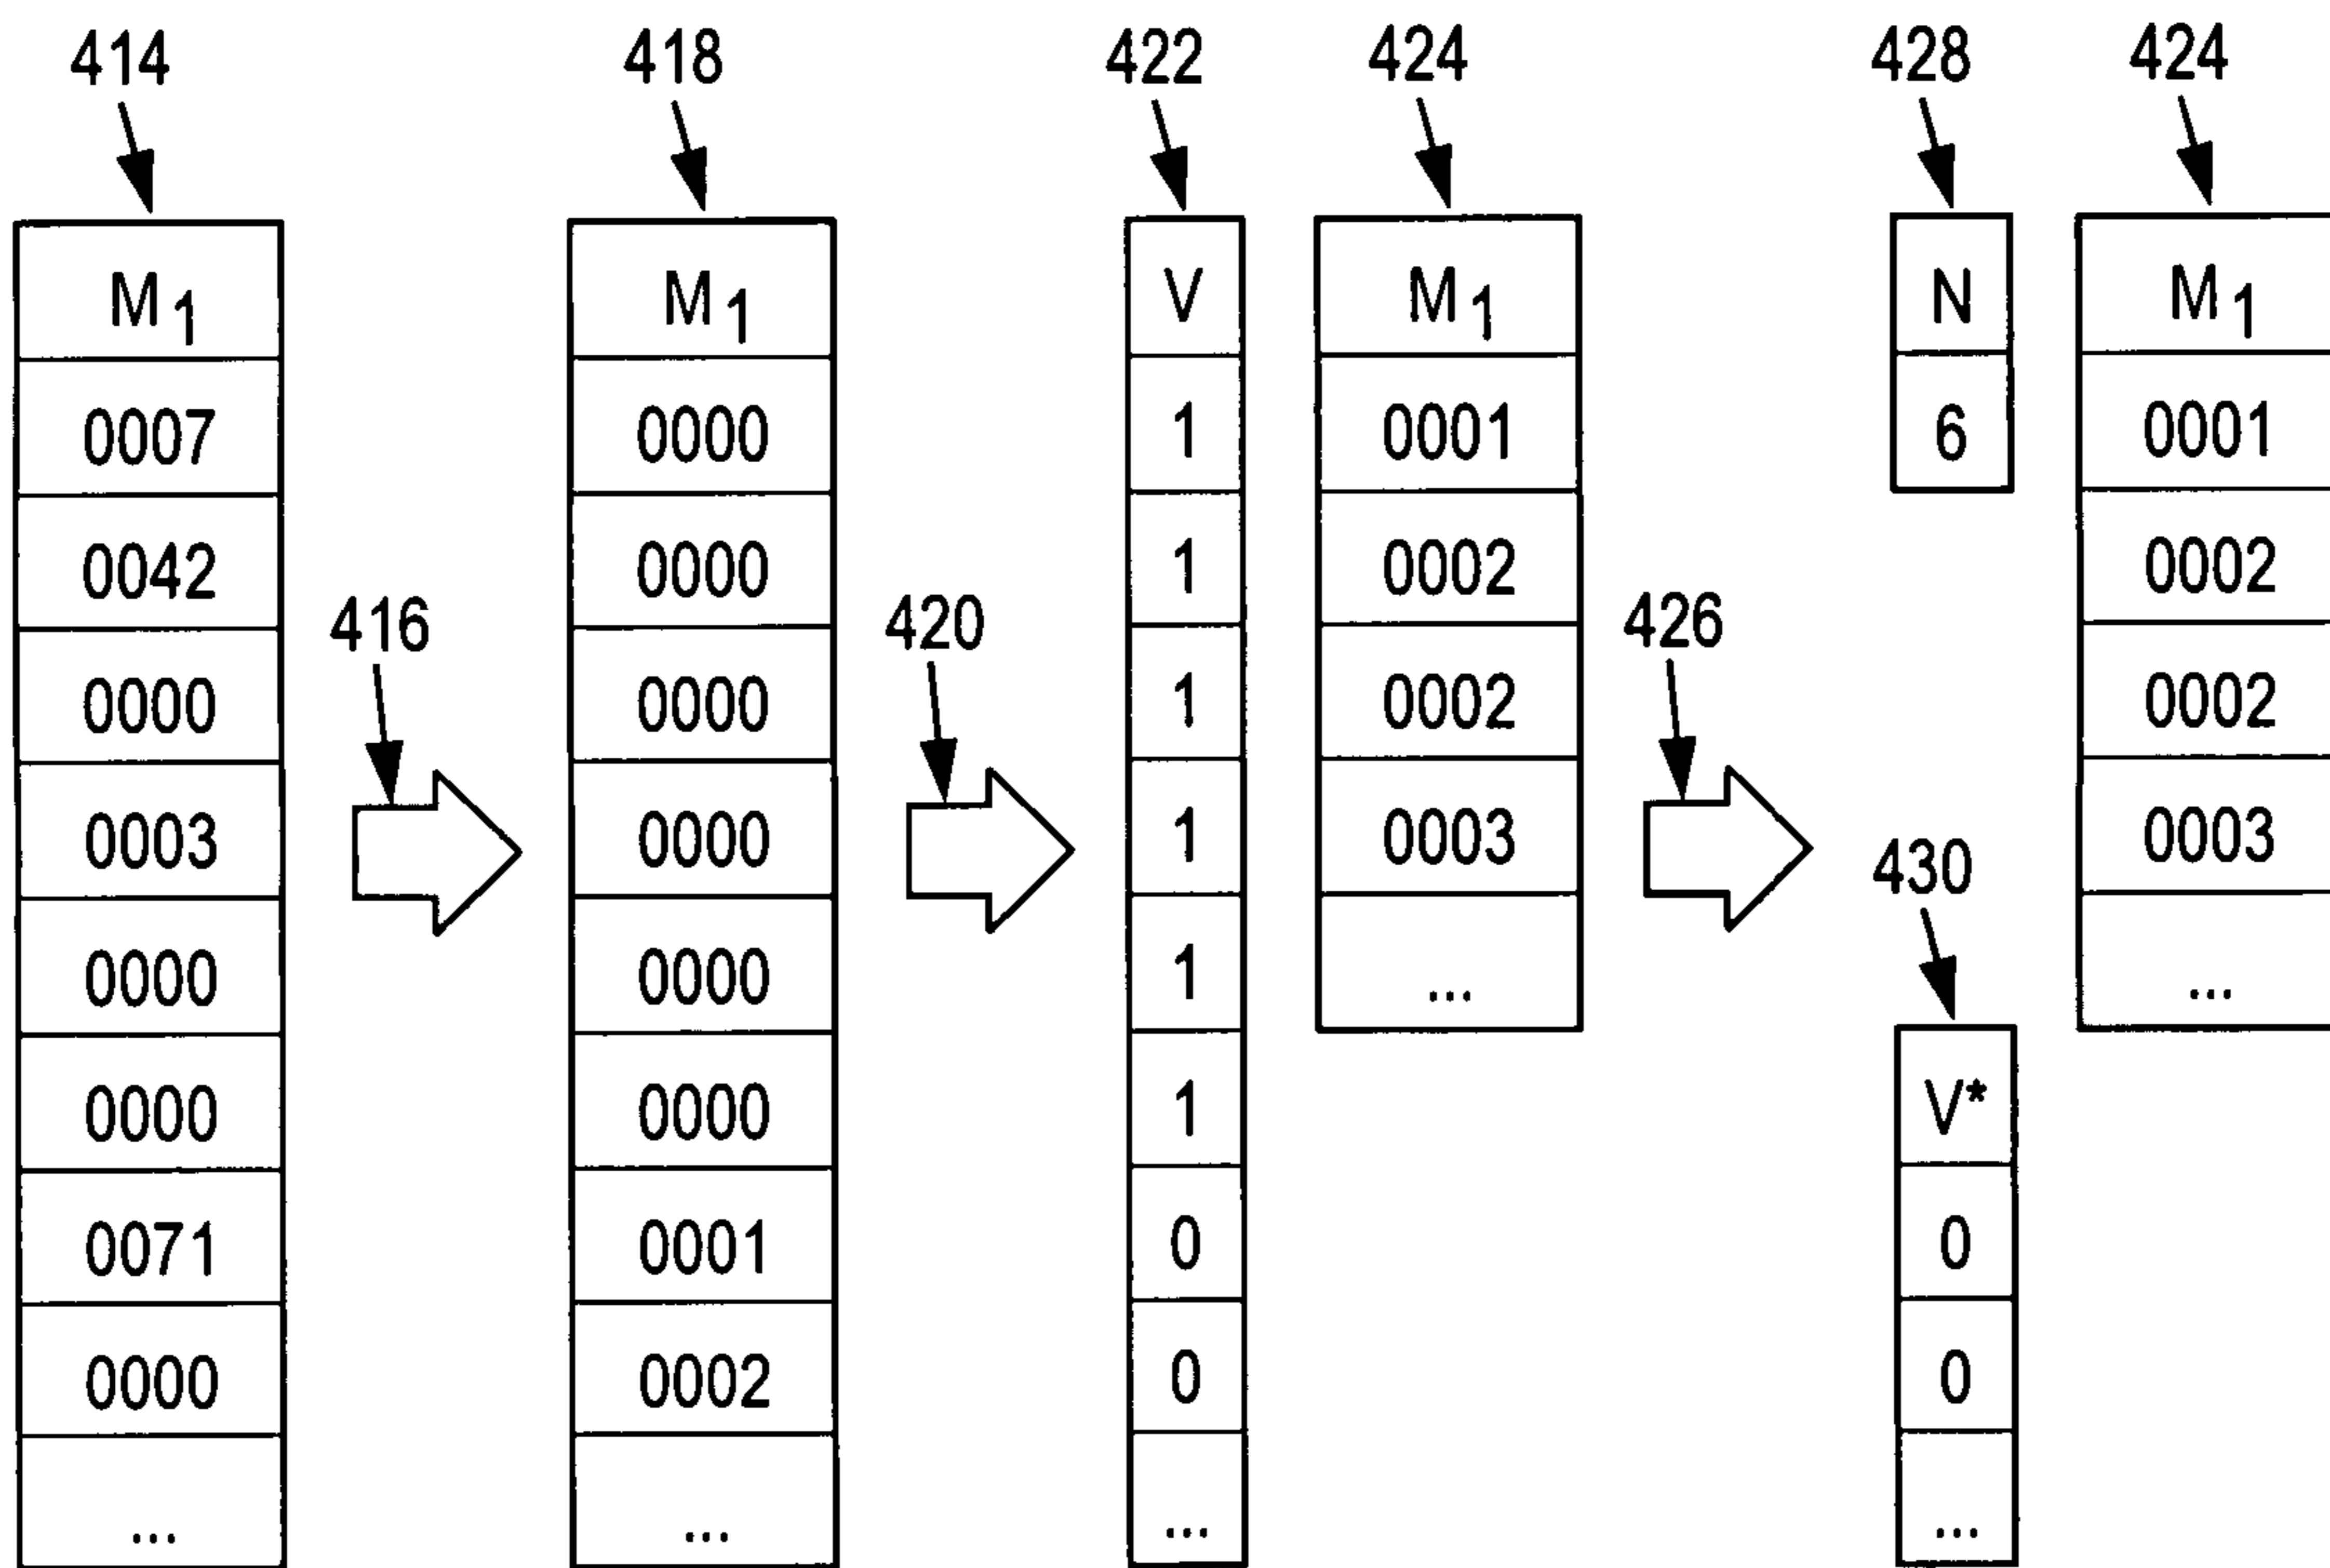 414 418 422 424 428 424
M1 M1 V M1 N M1
0007 0000 1 0001 6 0001
0042 0000 1 0002 0002
416 420 426
0000 0000 1 0002 0002
0003 0000 1 0003 0003
430
0000 0000 1 ... ...
0000 0000 1 V*
0071 0001 0 0
0000 0002 0 0
... ... ... ...